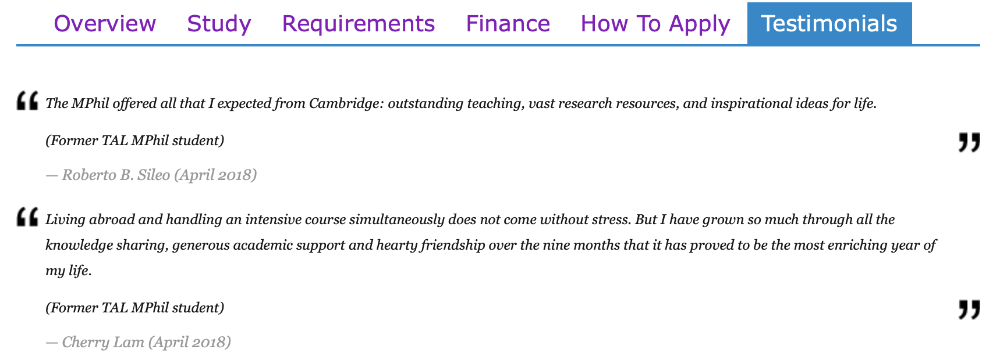 Overview Study Requirements Finance How To Apply Testimonials
“ The MPhil offered all that I expected from Cambridge: outstanding teaching, vast research resources, and inspirational ideas for life.
(Former TAL MPhil student) ”
— Roberto B. Sileo (April 2018)
“ Living abroad and handling an intensive course simultaneously does not come without stress. But I have grown so much through all the
knowledge sharing, generous academic support and hearty friendship over the nine months that it has proved to be the most enriching year of
my life.
(Former TAL MPhil student) ”
— Cherry Lam (April 2018)